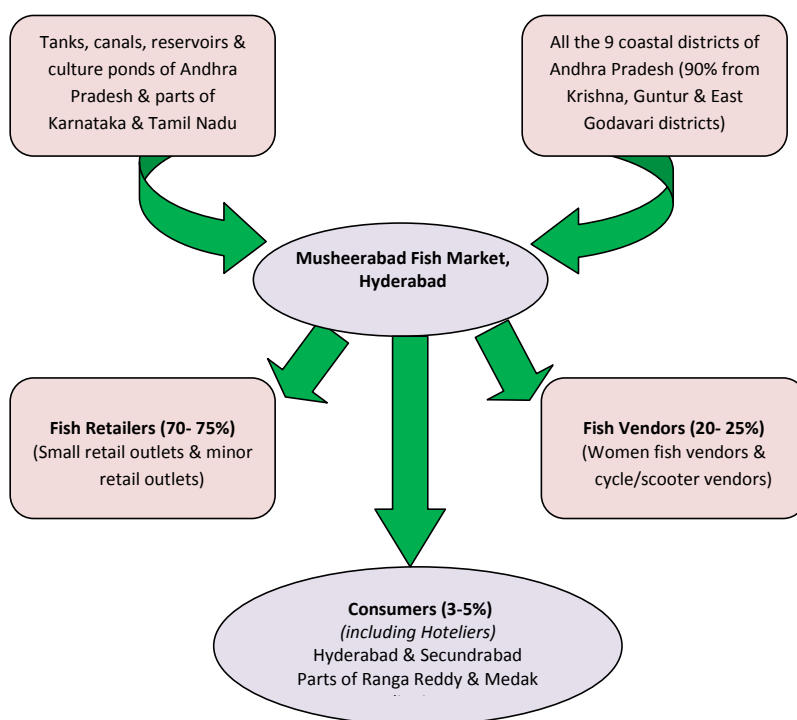 Tanks, canals, reservoirs &
culture ponds of Andhra
Pradesh & parts of
Karnataka & Tamil Nadu
All the 9 coastal districts of
Andhra Pradesh (90% from
Krishna, Guntur & East
Godavari districts)
Musheerabad Fish Market,
Hyderabad
Fish Retailers (70- 75%)
(Small retail outlets & minor
retail outlets)
Fish Vendors (20- 25%)
(Women fish vendors &
cycle/scooter vendors)
Consumers (3-5%)
(including Hoteliers)
Hyderabad & Secundrabad
Parts of Ranga Reddy & Medak